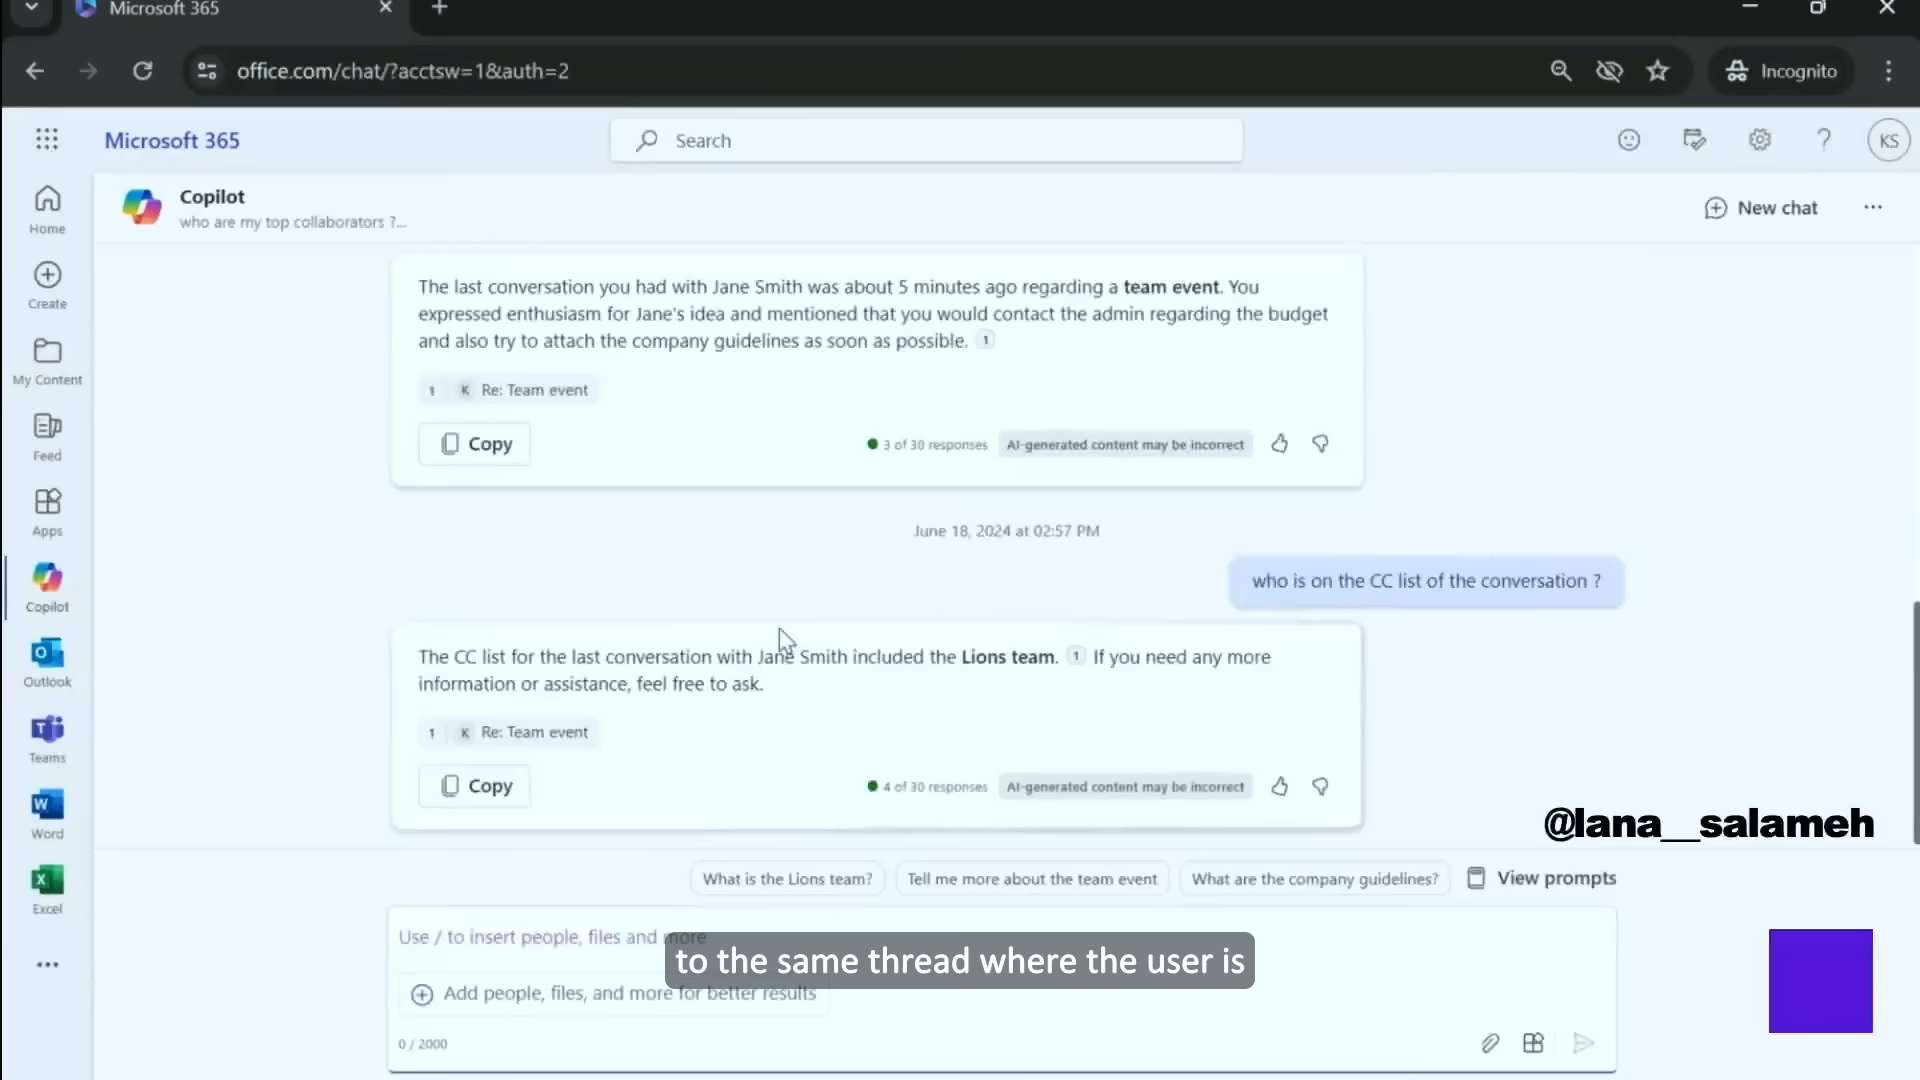 Microsoft 365
office.com/chat/?acctsw=1&auth=2
Incognito
Microsoft 365
Search
KS
Home
Create
My Content
Feed
Apps
Copilot
Outlook
Teams
Word
Excel
Copilot
who are my top collaborators ?...
New chat
The last conversation you had with Jane Smith was about 5 minutes ago regarding a team event. You
expressed enthusiasm for Jane's idea and mentioned that you would contact the admin regarding the budget
and also try to attach the company guidelines as soon as possible. 1
1 K Re: Team event
Copy
3 of 30 responses
AI-generated content may be incorrect
June 18, 2024 at 02:57 PM
who is on the CC list of the conversation ?
The CC list for the last conversation with Jane Smith included the Lions team. 1 If you need any more
information or assistance, feel free to ask.
1 K Re: Team event
Copy
4 of 30 responses
AI-generated content may be incorrect
@lana__salameh
What is the Lions team?
Tell me more about the team event
What are the company guidelines?
View prompts
Use / to insert people, files and more
to the same thread where the user is
Add people, files, and more for better results
0 / 2000